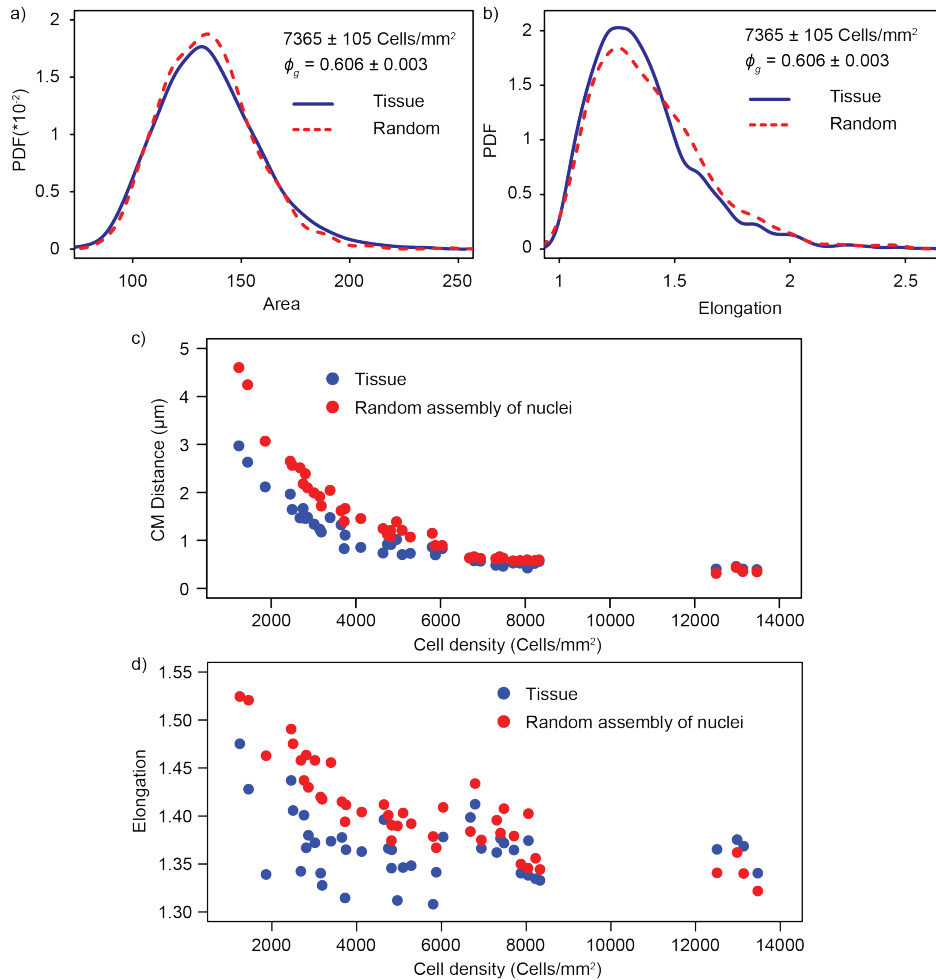 a)
2
1.5
1
0.5
0
PDF(*10⁻²)
7365 ± 105 Cells/mm²
ϕg = 0.606 ± 0.003
Tissue
Random
100
150
200
250
Area
b)
2
1.5
1
0.5
0
PDF
7365 ± 105 Cells/mm²
ϕg = 0.606 ± 0.003
Tissue
Random
1
1.5
2
2.5
Elongation
c)
5
4
3
2
1
0
CM Distance (μm)
Tissue
Random assembly of nuclei
2000
4000
6000
8000
10000
12000
14000
Cell density (Cells/mm²)
d)
1.55
1.50
1.45
1.40
1.35
1.30
Elongation
Tissue
Random assembly of nuclei
2000
4000
6000
8000
10000
12000
14000
Cell density (Cells/mm²)